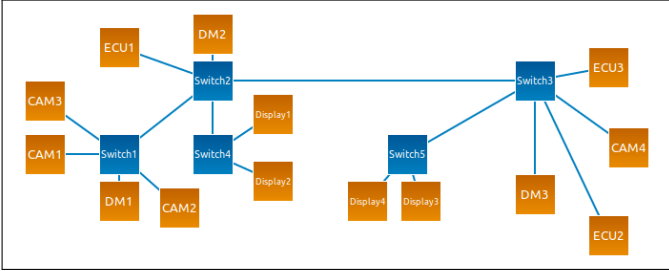 DM2
ECU1
Switch2
Switch3
ECU3
CAM3
Display1
CAM1
Switch1
Switch4
Switch5
CAM4
Display2
DM1
CAM2
Display4
Display3
DM3
ECU2